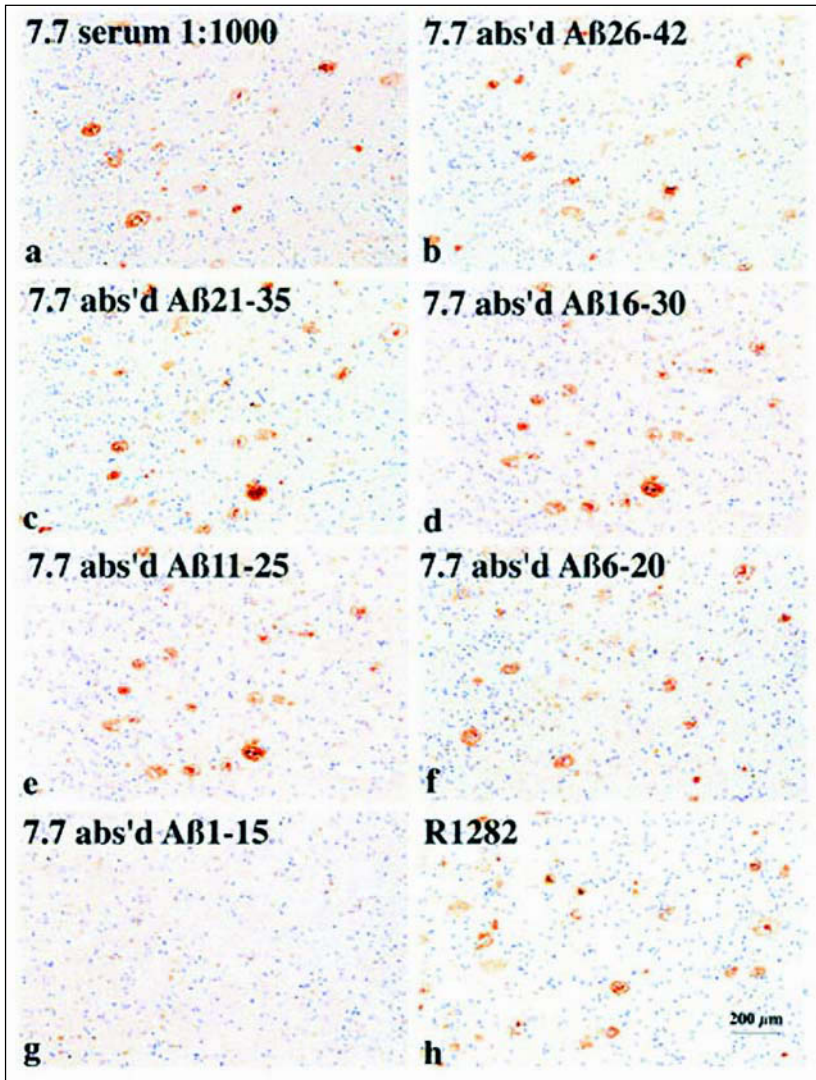 7.7 serum 1:1000
7.7 abs'd Aß26-42
a
b
7.7 abs'd Aß21-35
7.7 abs'd Aß16-30
c
d
7.7 abs'd Aß11-25
7.7 abs'd Aß6-20
e
f
7.7 abs'd Aß1-15
R1282
200 µm
g
h